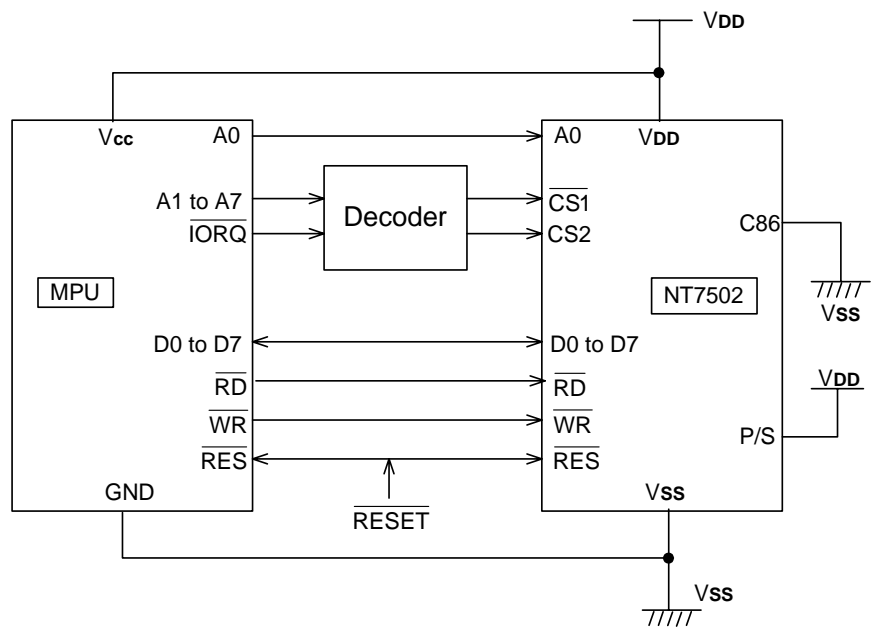 VDD
Vcc
A0
A0
VDD
A1 to A7
IORQ
Decoder
CS1
CS2
C86
MPU
NT7502
VSS
D0 to D7
D0 to D7
RD
RD
VDD
WR
WR
P/S
RES
RES
GND
RESET
VSS
VSS